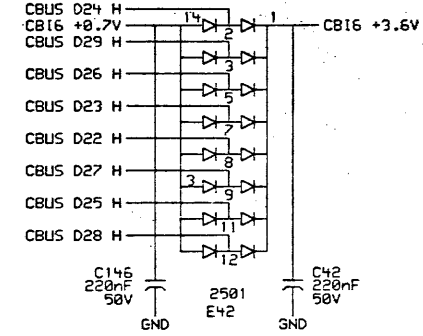 CBUS D24 H
CBI6 +0.7V
14
1
CBI6 +3.6V
2
CBUS D29 H
3
CBUS D26 H
5
CBUS D23 H
7
CBUS D22 H
8
CBUS D27 H
3
9
CBUS D25 H
11
CBUS D28 H
12
C146
220nF
50V
2501
E42
C42
220nF
50V
GND
GND